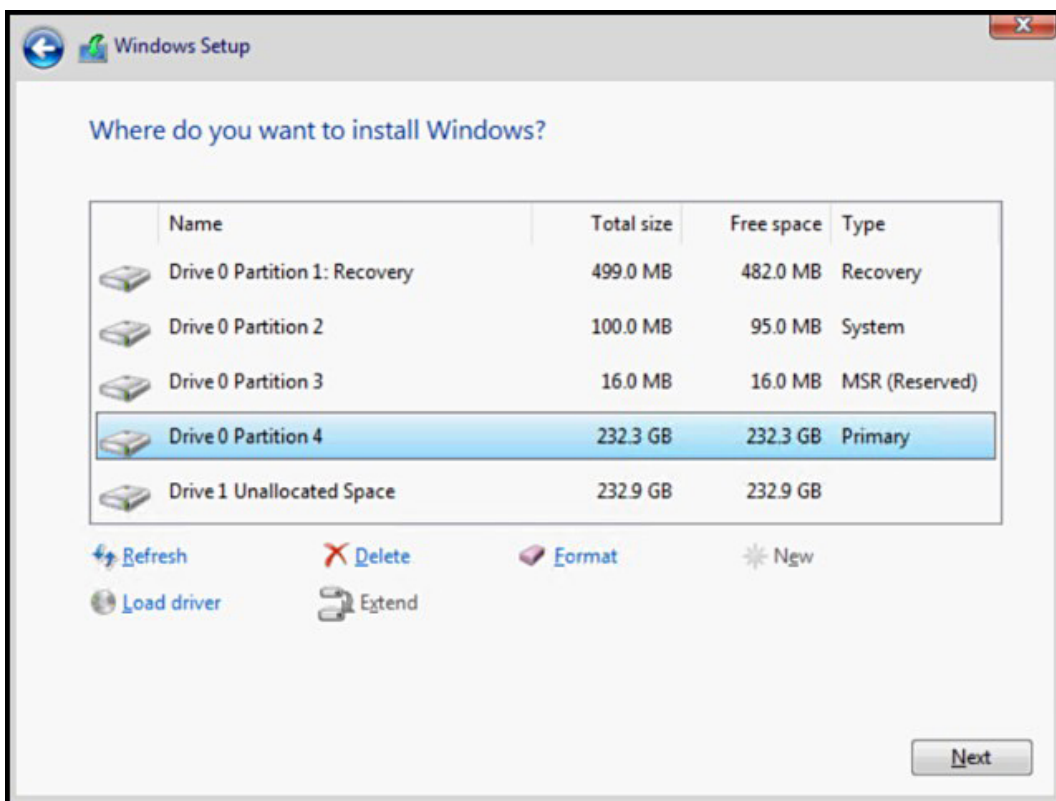 Windows Setup
Where do you want to install Windows?
Name Total size Free space Type
Drive 0 Partition 1: Recovery 499.0 MB 482.0 MB Recovery
Drive 0 Partition 2 100.0 MB 95.0 MB System
Drive 0 Partition 3 16.0 MB 16.0 MB MSR (Reserved)
Drive 0 Partition 4 232.3 GB 232.3 GB Primary
Drive 1 Unallocated Space 232.9 GB 232.9 GB
Refresh Delete Format New
Load driver Extend
Next